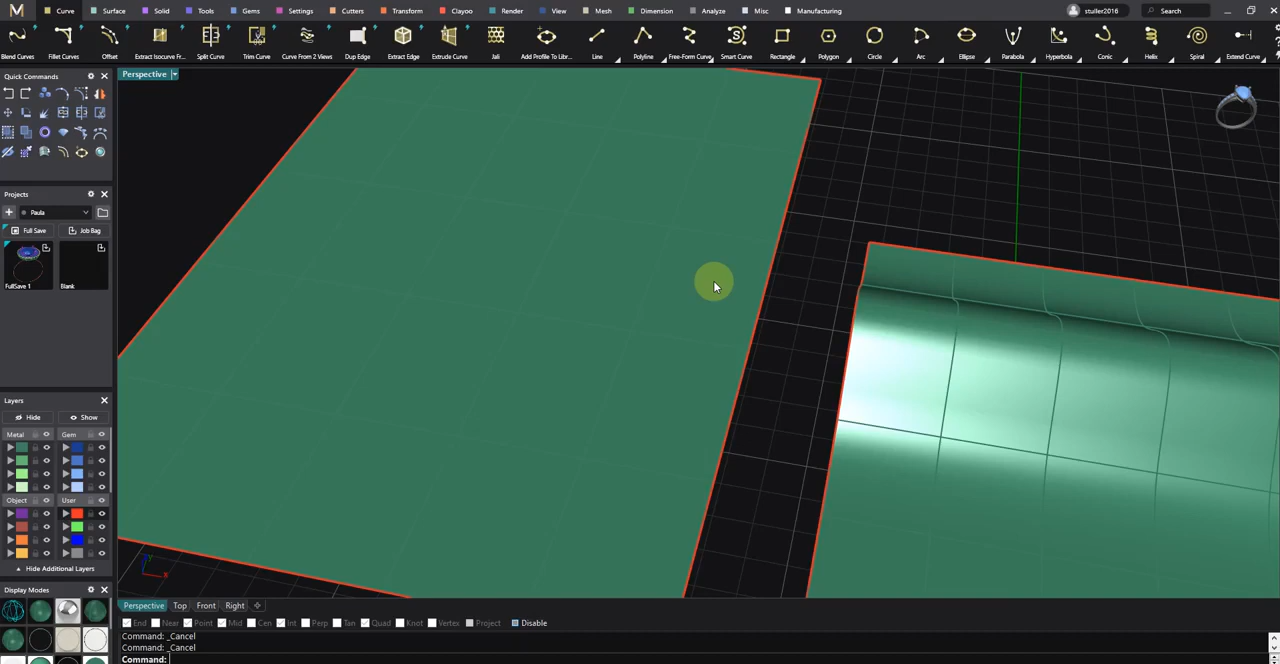 Curve Surface Solid Tools Gems Settings Cutters Transform Clayoo Render View Mesh Dimension Analyze Misc Manufacturing stuller2016 Search
Blend Curves Fillet Curves Offset Extract Isocurve Fr... Split Curve Trim Curve Curve From 2 Views Dup Edge Extract Edge Extrude Curve Jali Add Profile To Libr... Line Polyline Free-Form Curve Smart Curve Rectangle Polygon Circle Arc Ellipse Parabola Hyperbola Conic Helix Spiral Extend Curve
Quick Commands
Perspective
Projects
Paula
Full Save Job Bag
FullSave 1 Blank
Layers
Hide Show
Metal Gem
Object User
Hide Additional Layers
Display Modes
y
x
Perspective Top Front Right
End Near Point Mid Cen Int Perp Tan Quad Knot Vertex Project Disable
Command: _Cancel
Command: _Cancel
Command: